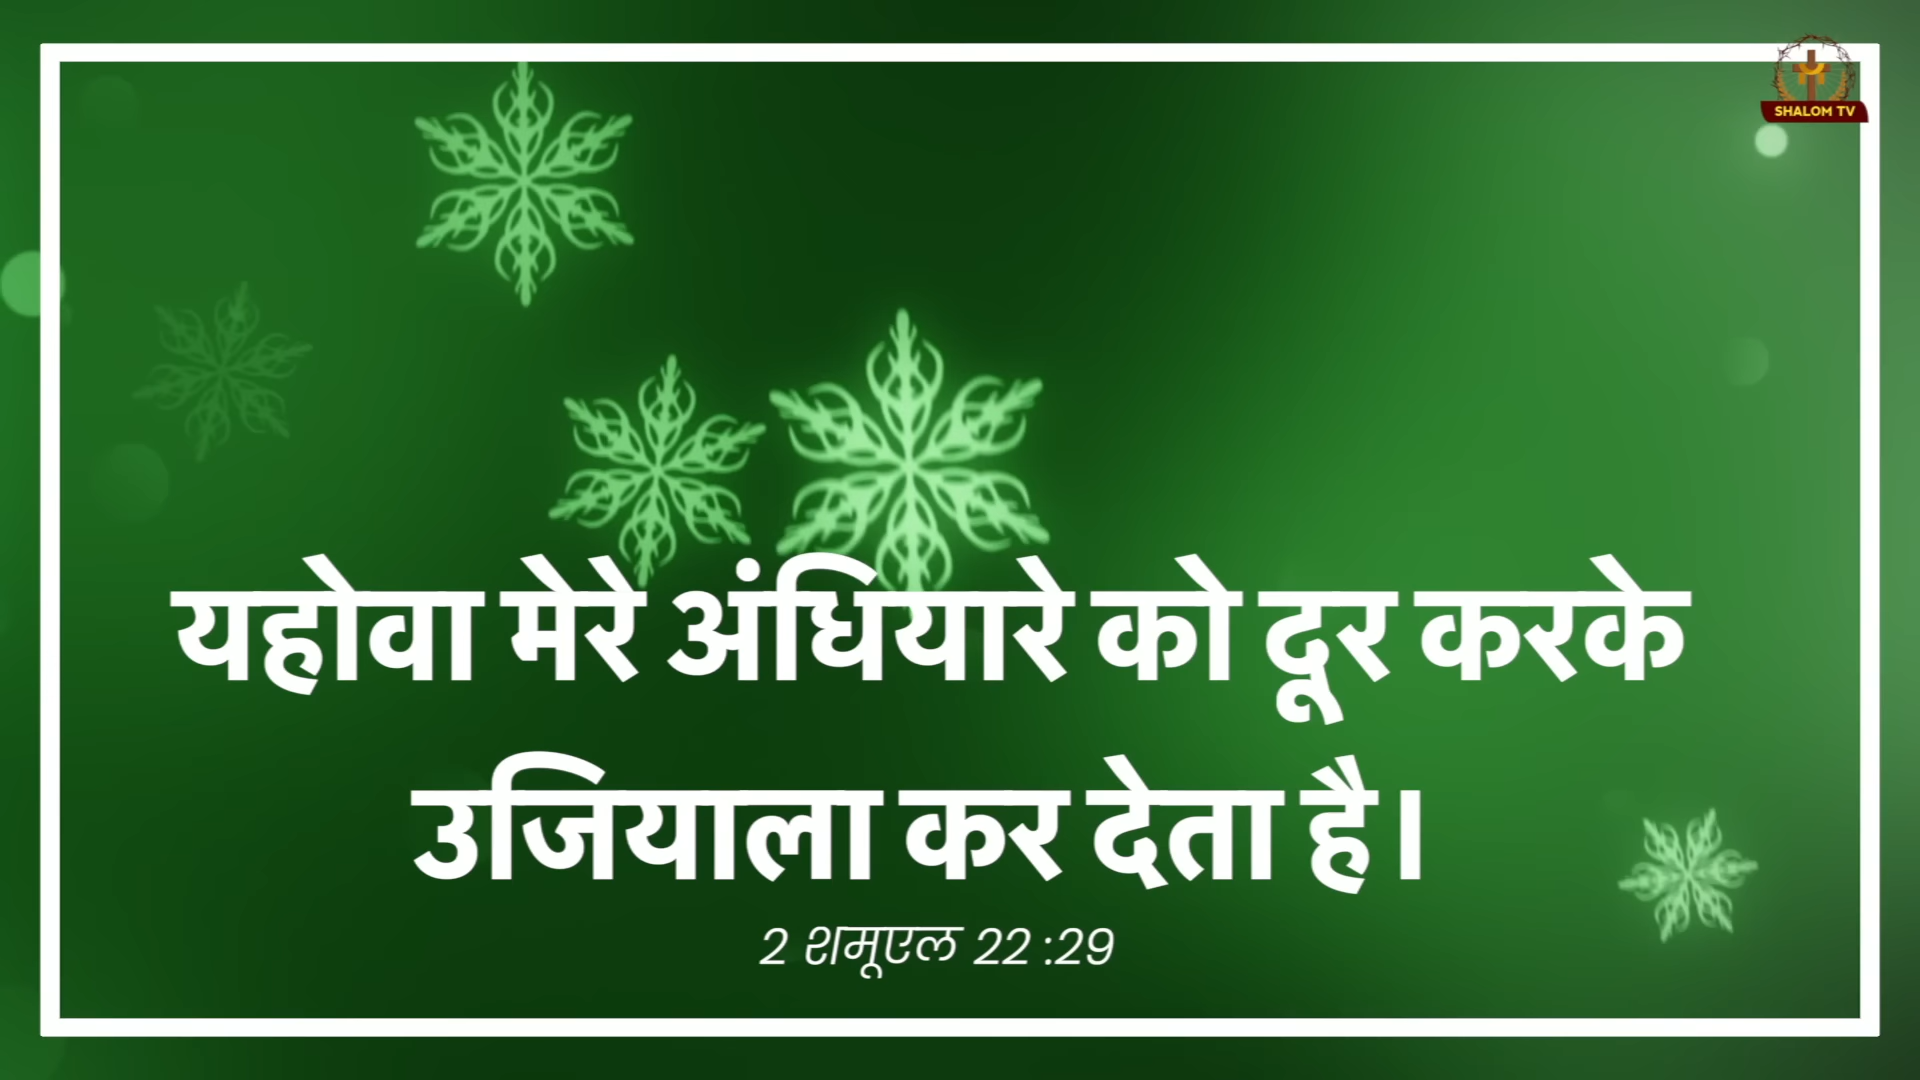 SHALOM TV
यहोवा मेरे अंधियारे को दूर करके
उजियाला कर देता है।
2 शमूएल 22 :29